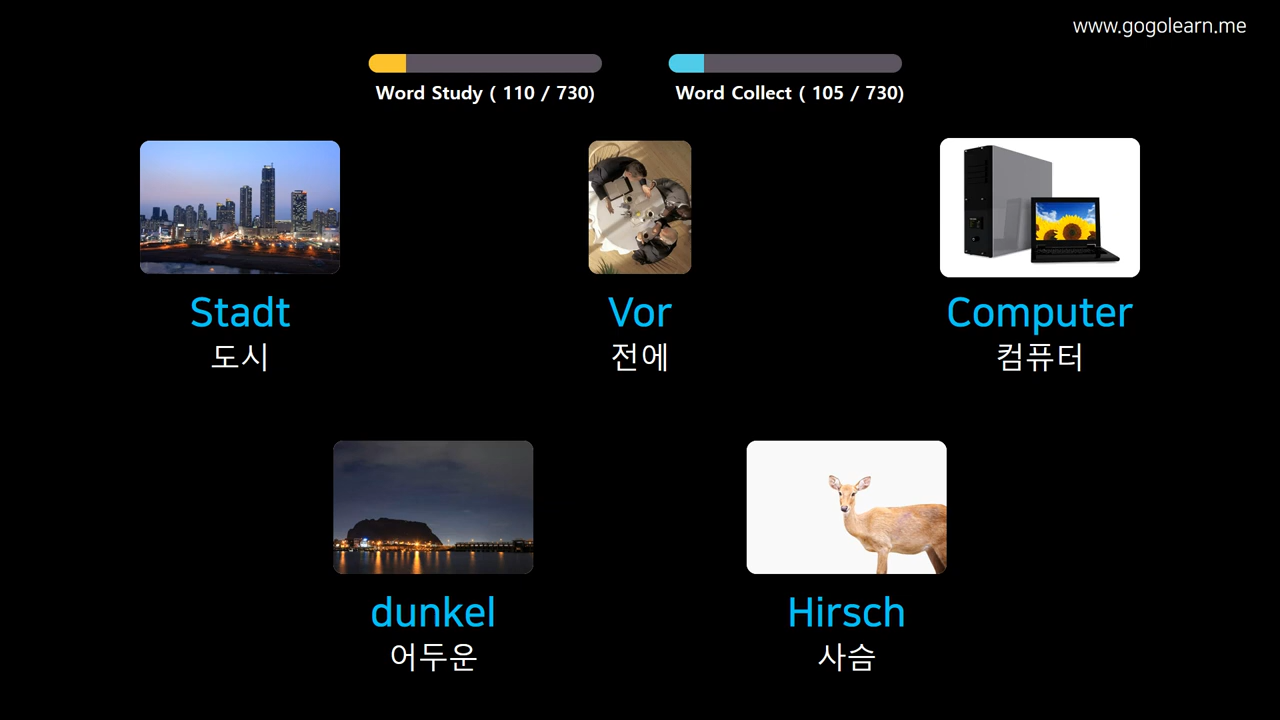 www.gogolearn.me
Word Study ( 110 / 730)
Word Collect ( 105 / 730)
Stadt
도시
Vor
전에
Computer
컴퓨터
dunkel
어두운
Hirsch
사슴